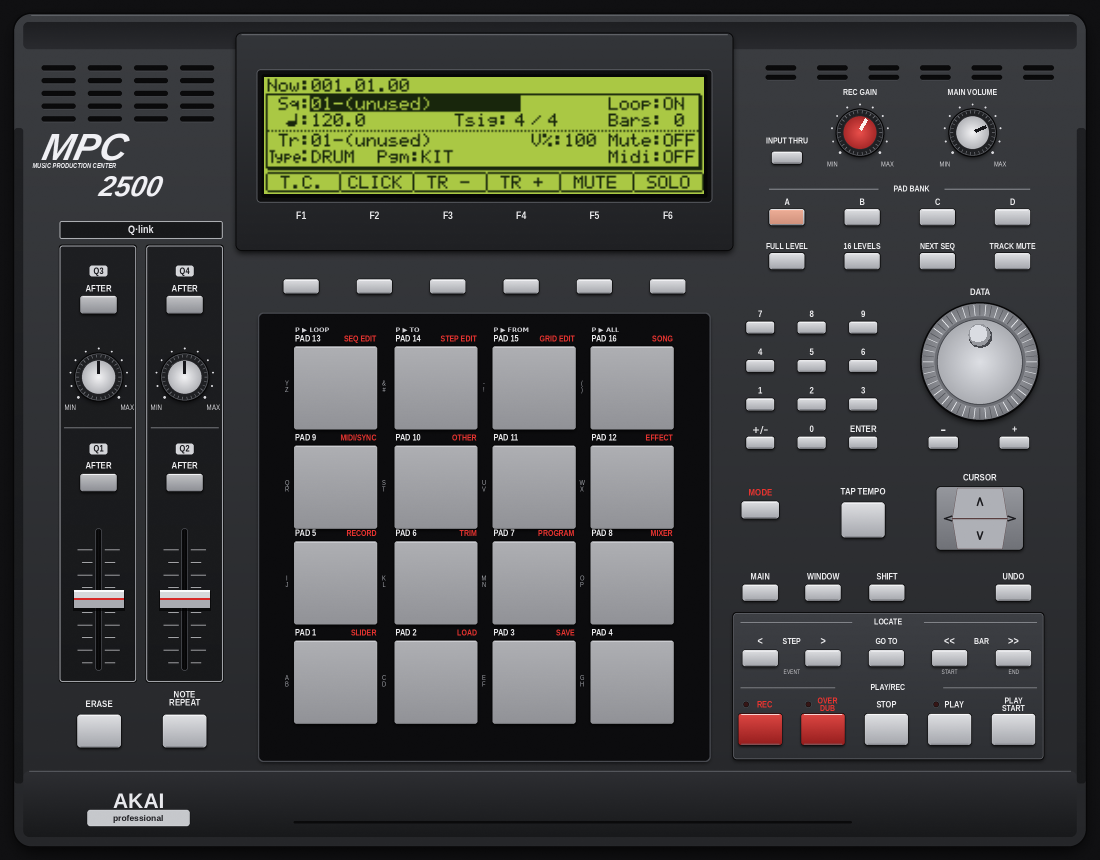 Now:001.01.00
Sq:01-(unused) Loop:ON
♩:120.0 Tsig: 4 / 4 Bars: 0
Tr:01-(unused) V%:100 Mute:OFF
Type:DRUM Pgm:KIT Midi:OFF
T.C. CLICK TR - TR + MUTE SOLO
F1 F2 F3 F4 F5 F6
MPC
MUSIC PRODUCTION CENTER
2500
Q-link
Q3 Q4
AFTER AFTER
MIN MAX MIN MAX
Q1 Q2
AFTER AFTER
ERASE NOTE REPEAT
AKAI
professional
P ▶ LOOP P ▶ TO P ▶ FROM P ▶ ALL
PAD 13 SEQ EDIT PAD 14 STEP EDIT PAD 15 GRID EDIT PAD 16 SONG
Y Z & # - ! ( )
PAD 9 MIDI/SYNC PAD 10 OTHER PAD 11 PAD 12 EFFECT
Q R S T U V W X
PAD 5 RECORD PAD 6 TRIM PAD 7 PROGRAM PAD 8 MIXER
I J K L M N O P
PAD 1 SLIDER PAD 2 LOAD PAD 3 SAVE PAD 4
A B C D E F G H
REC GAIN MAIN VOLUME
INPUT THRU
MIN MAX MIN MAX
PAD BANK
A B C D
FULL LEVEL 16 LEVELS NEXT SEQ TRACK MUTE
DATA
7 8 9
4 5 6
1 2 3
+/− 0 ENTER − +
MODE TAP TEMPO CURSOR
∧
< >
∨
MAIN WINDOW SHIFT UNDO
LOCATE
< STEP > GO TO << BAR >>
EVENT START END
PLAY/REC
REC OVER DUB STOP PLAY PLAY START